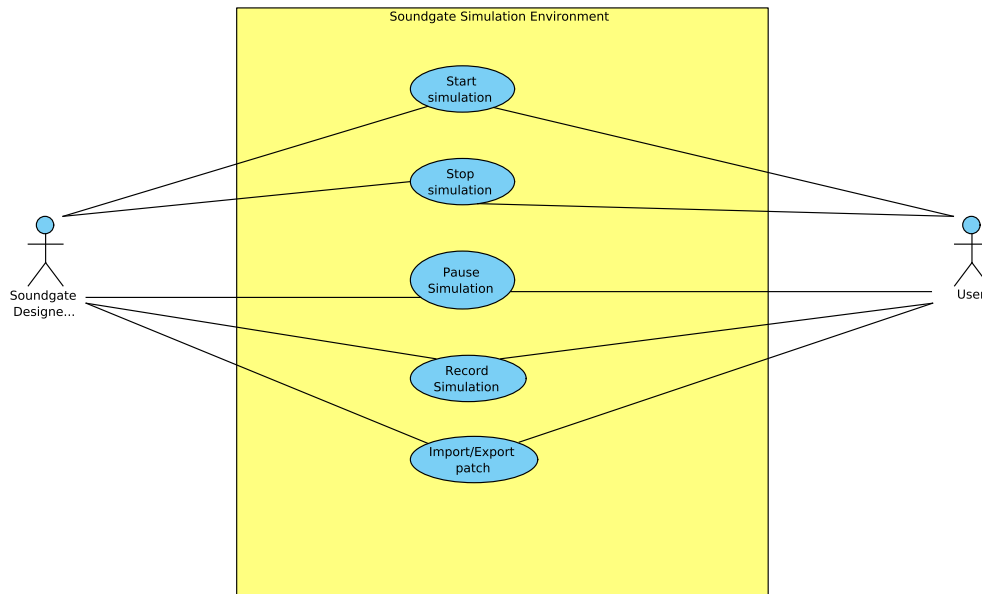 Soundgate Simulation Environment
Start
simulation
Stop
simulation
Pause
Simulation
Soundgate
Designe...
User
Record
Simulation
Import/Export
patch